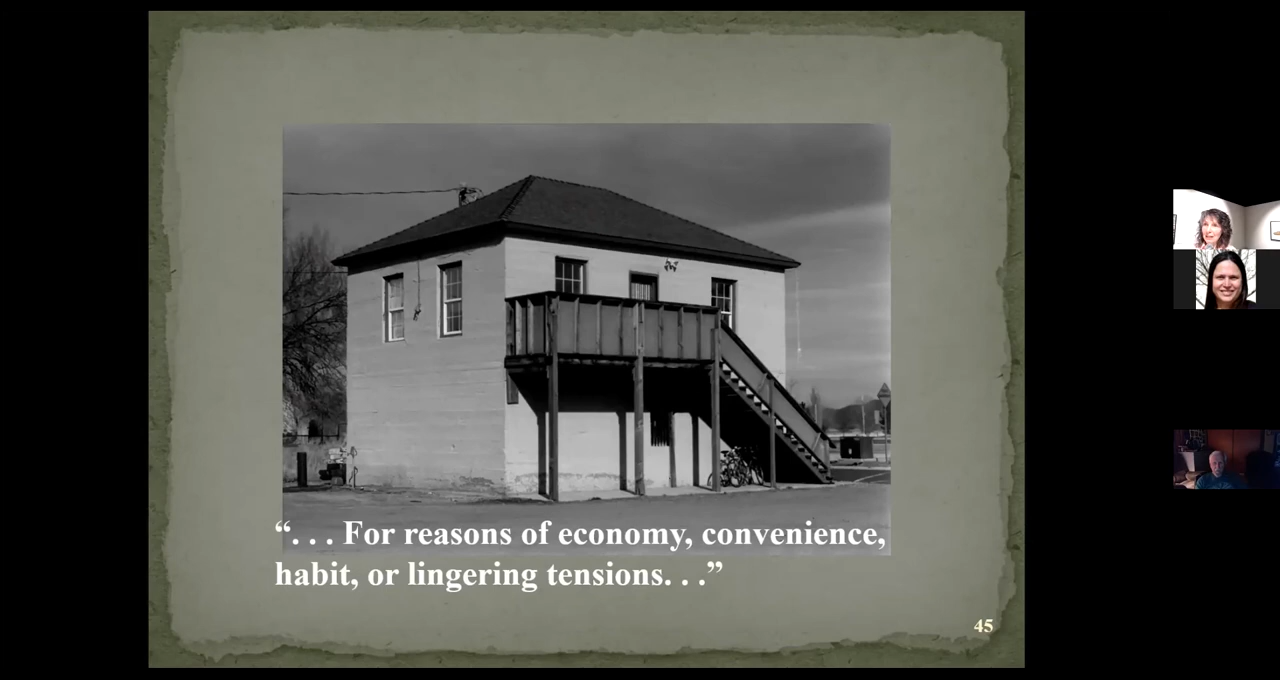 “. . . For reasons of economy, convenience,
habit, or lingering tensions. . .”
45